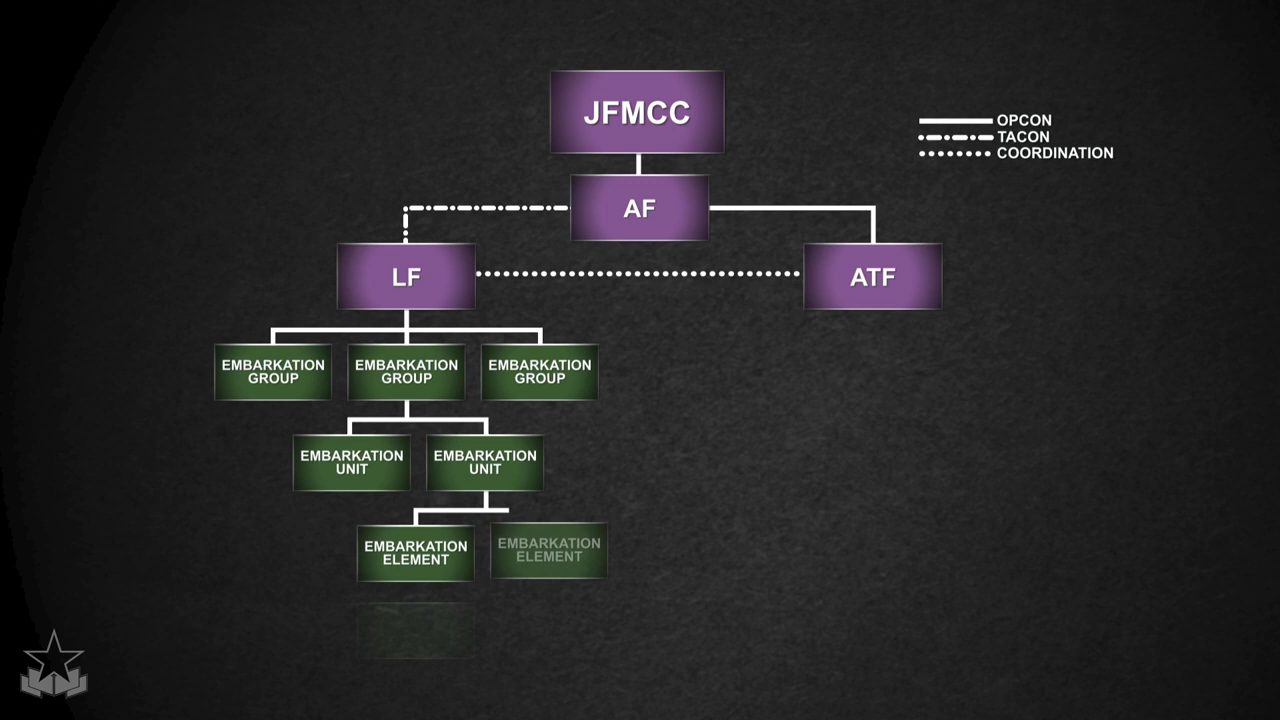 JFMCC
OPCON
TACON
COORDINATION
AF
LF
ATF
EMBARKATION
GROUP
EMBARKATION
GROUP
EMBARKATION
GROUP
EMBARKATION
UNIT
EMBARKATION
UNIT
EMBARKATION
ELEMENT
EMBARKATION
ELEMENT